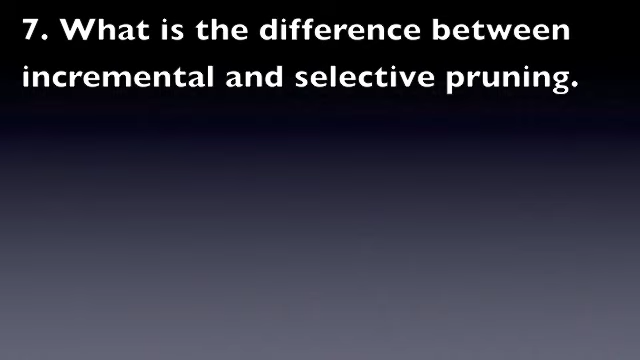 7. What is the difference between
incremental and selective pruning.